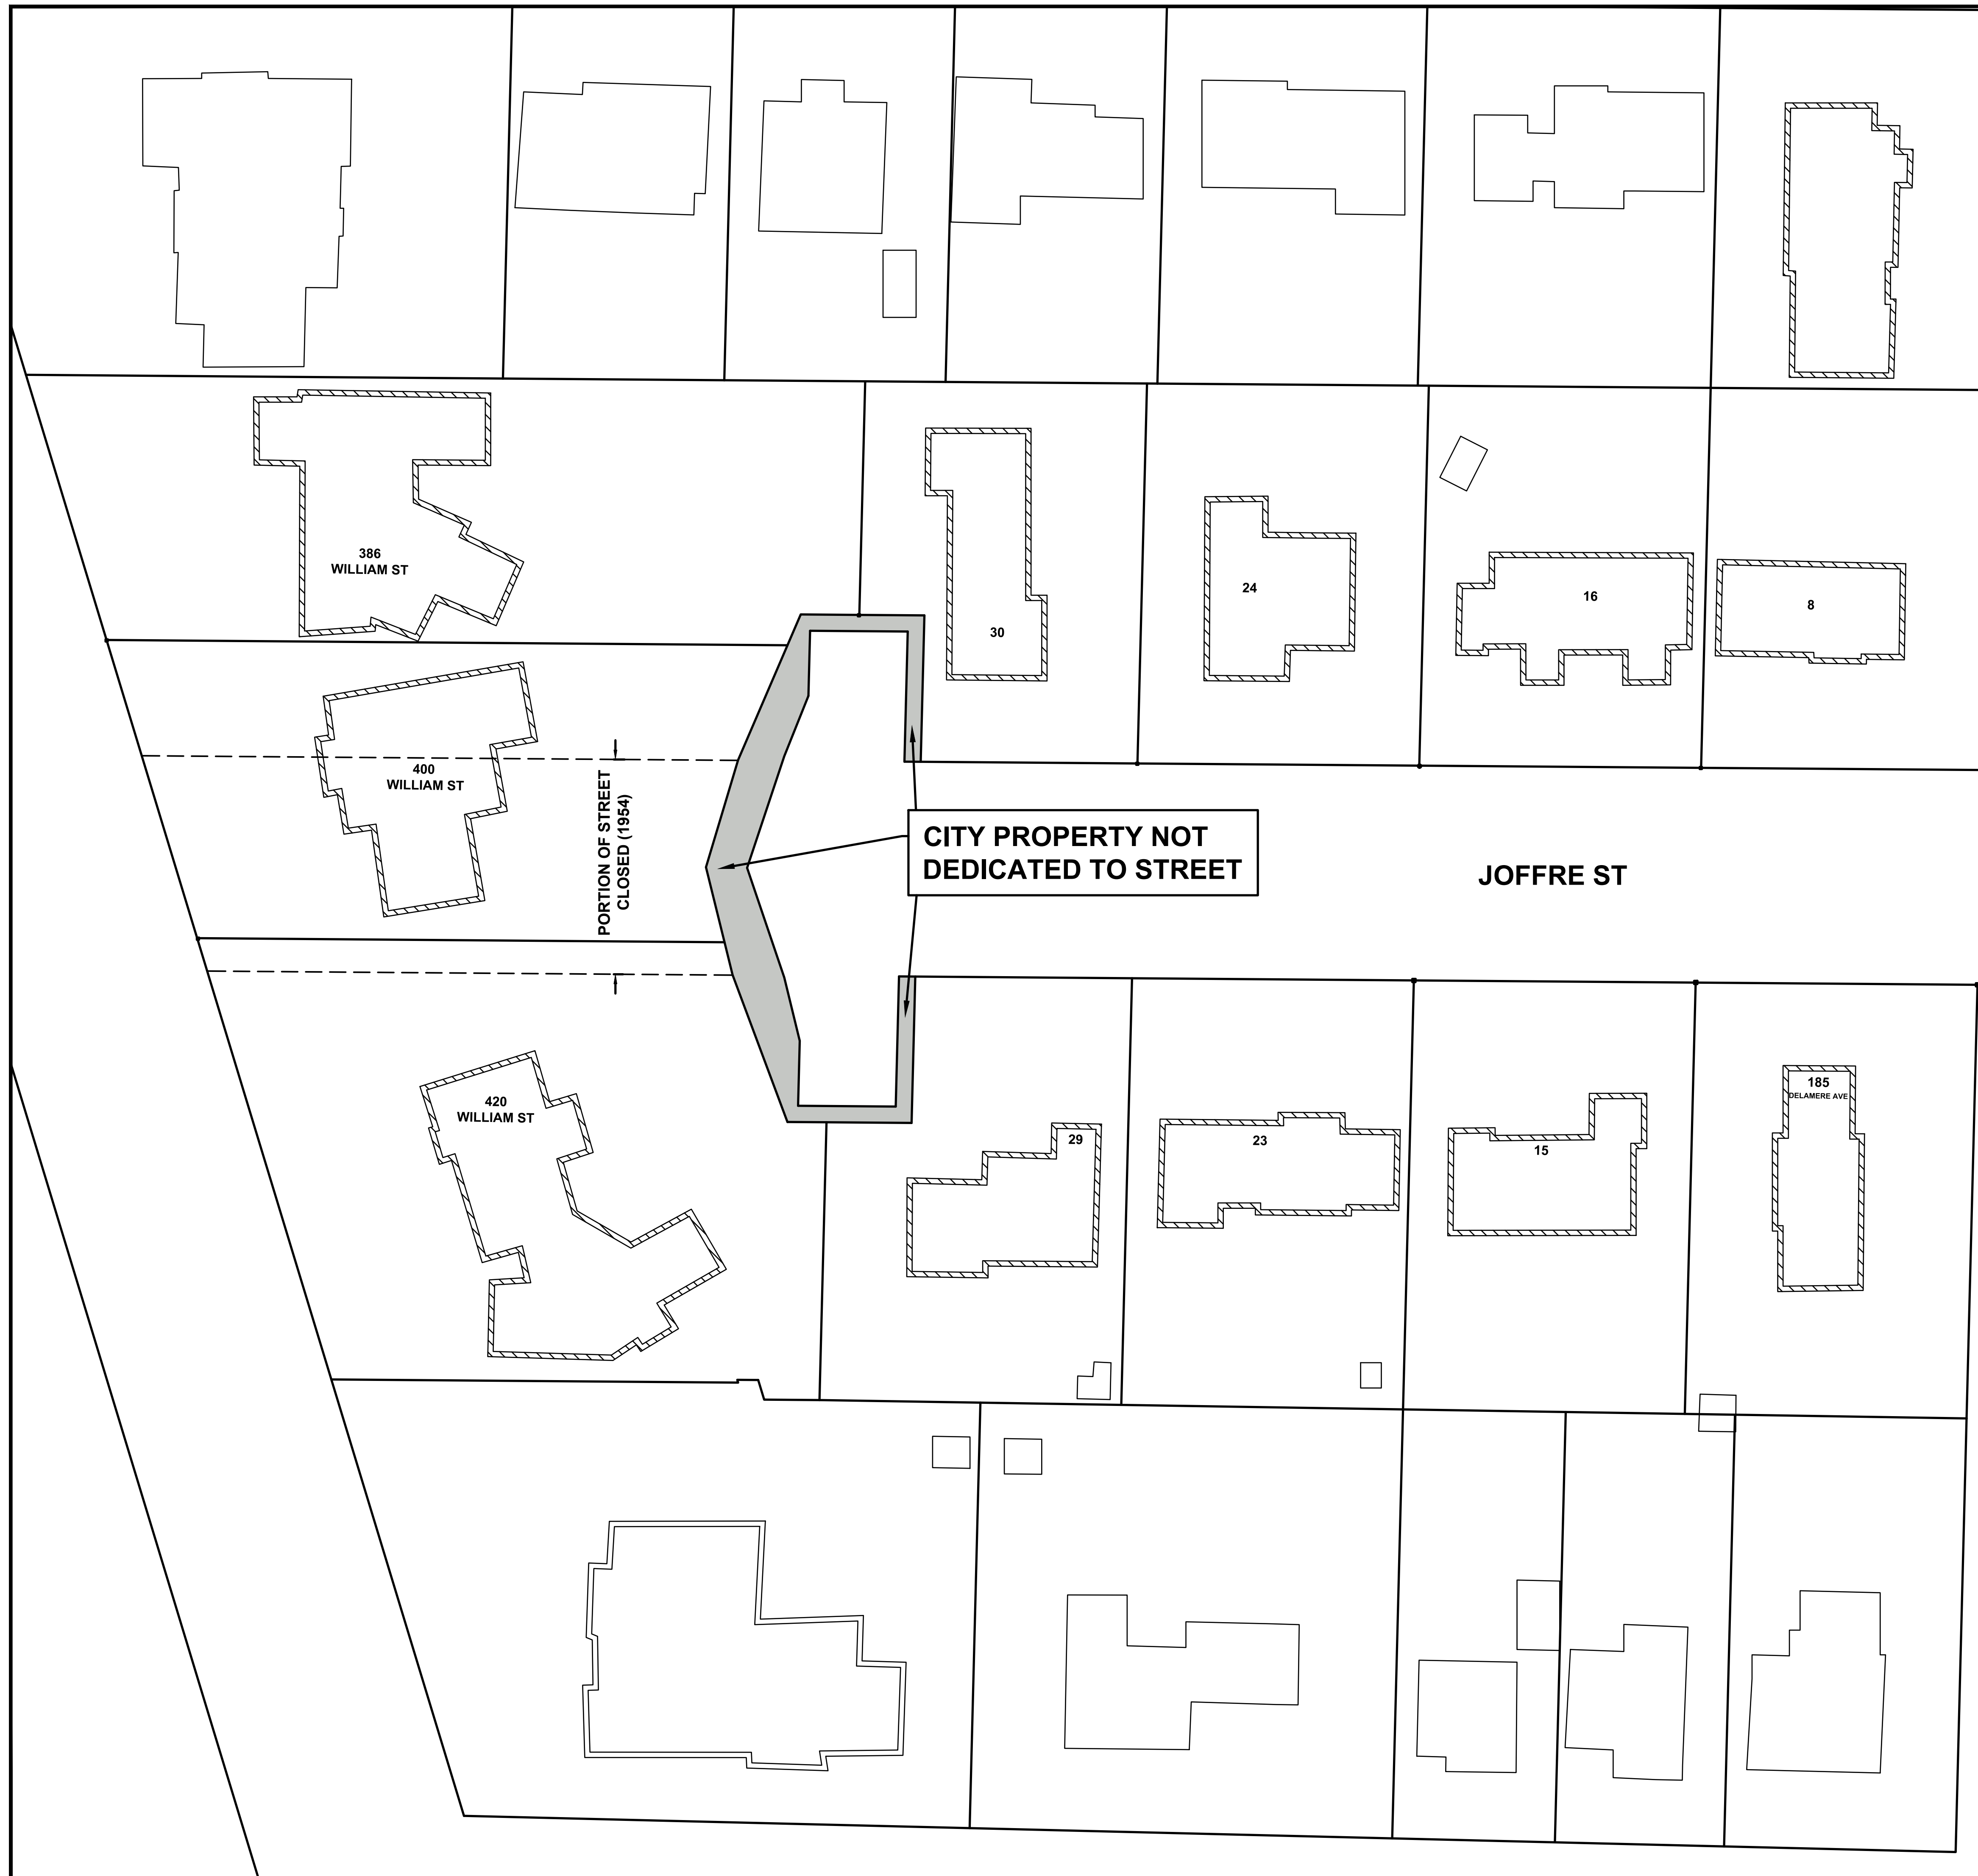 386
WILLIAM ST
30
24
16
8
400
WILLIAM ST
PORTION OF STREET
CLOSED (1954)
CITY PROPERTY NOT
DEDICATED TO STREET
JOFFRE ST
420
WILLIAM ST
29
23
15
185
DELAMERE AVE